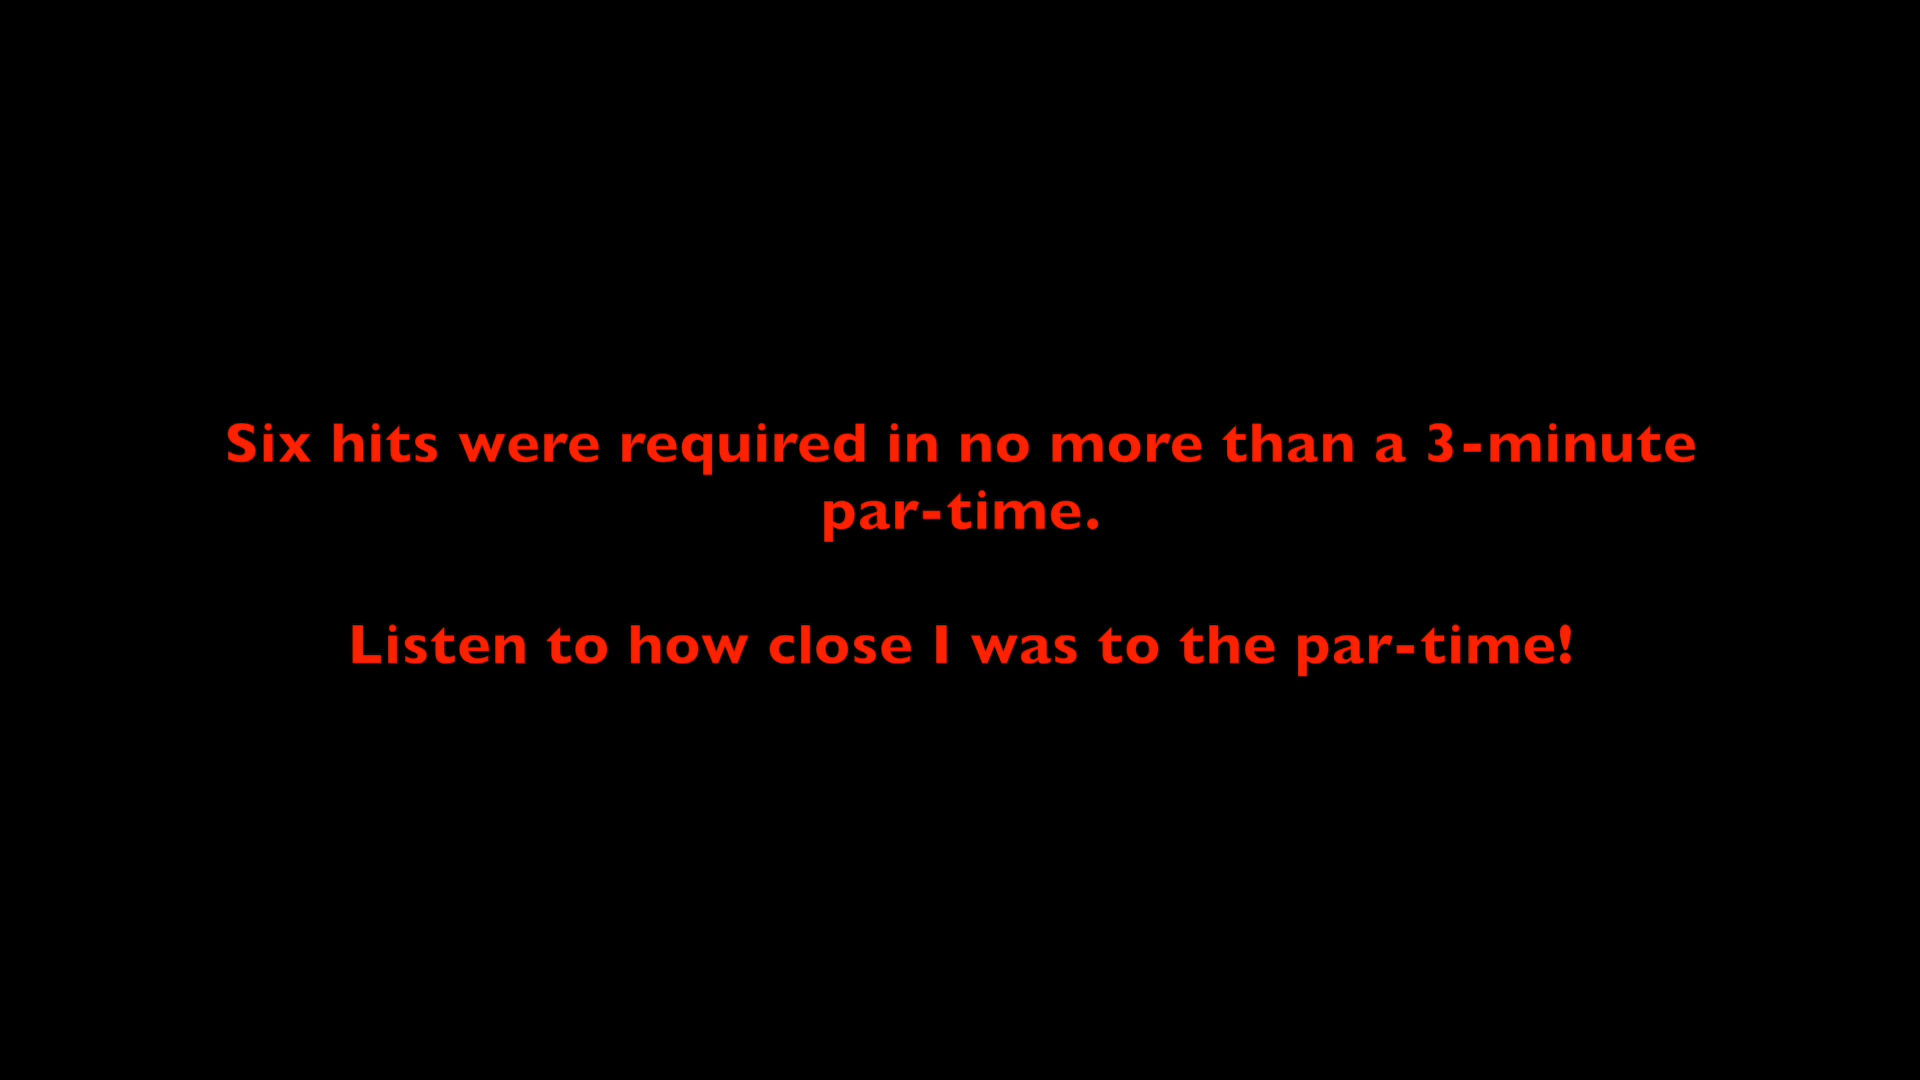 Six hits were required in no more than a 3-minute
par-time.
Listen to how close I was to the par-time!